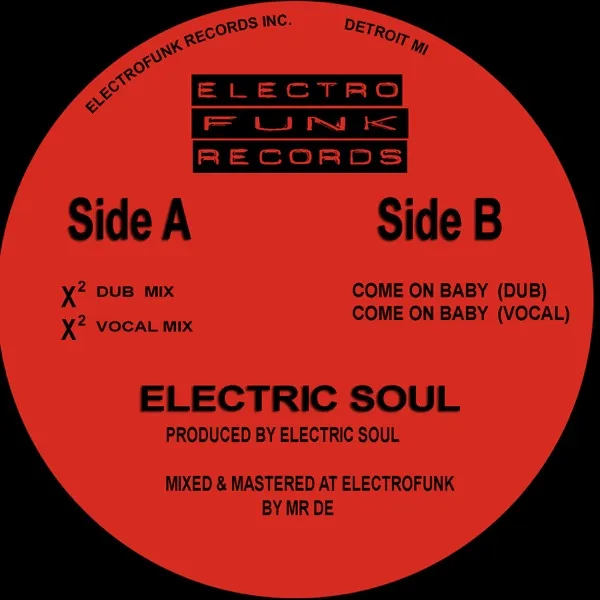 ELECTROFUNK RECORDS INC.
DETROIT MI
ELECTRO
FUNK
RECORDS
Side A
Side B
X² DUB MIX
X² VOCAL MIX
COME ON BABY (DUB)
COME ON BABY (VOCAL)
ELECTRIC SOUL
PRODUCED BY ELECTRIC SOUL
MIXED & MASTERED AT ELECTROFUNK
BY MR DE